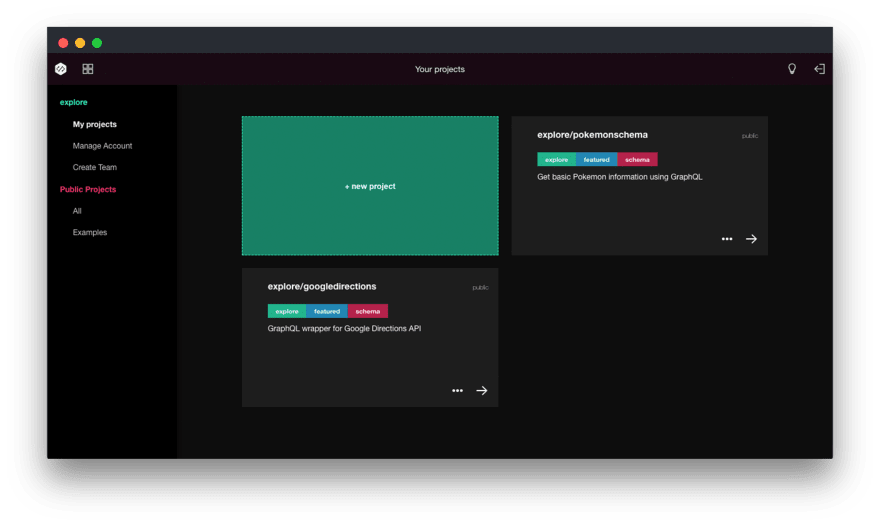 Your projects
explore
My projects
Manage Account
Create Team
Public Projects
All
Examples
+ new project
explore/pokemonschema
public
explore featured schema
Get basic Pokemon information using GraphQL
explore/googledirections
public
explore featured schema
GraphQL wrapper for Google Directions API